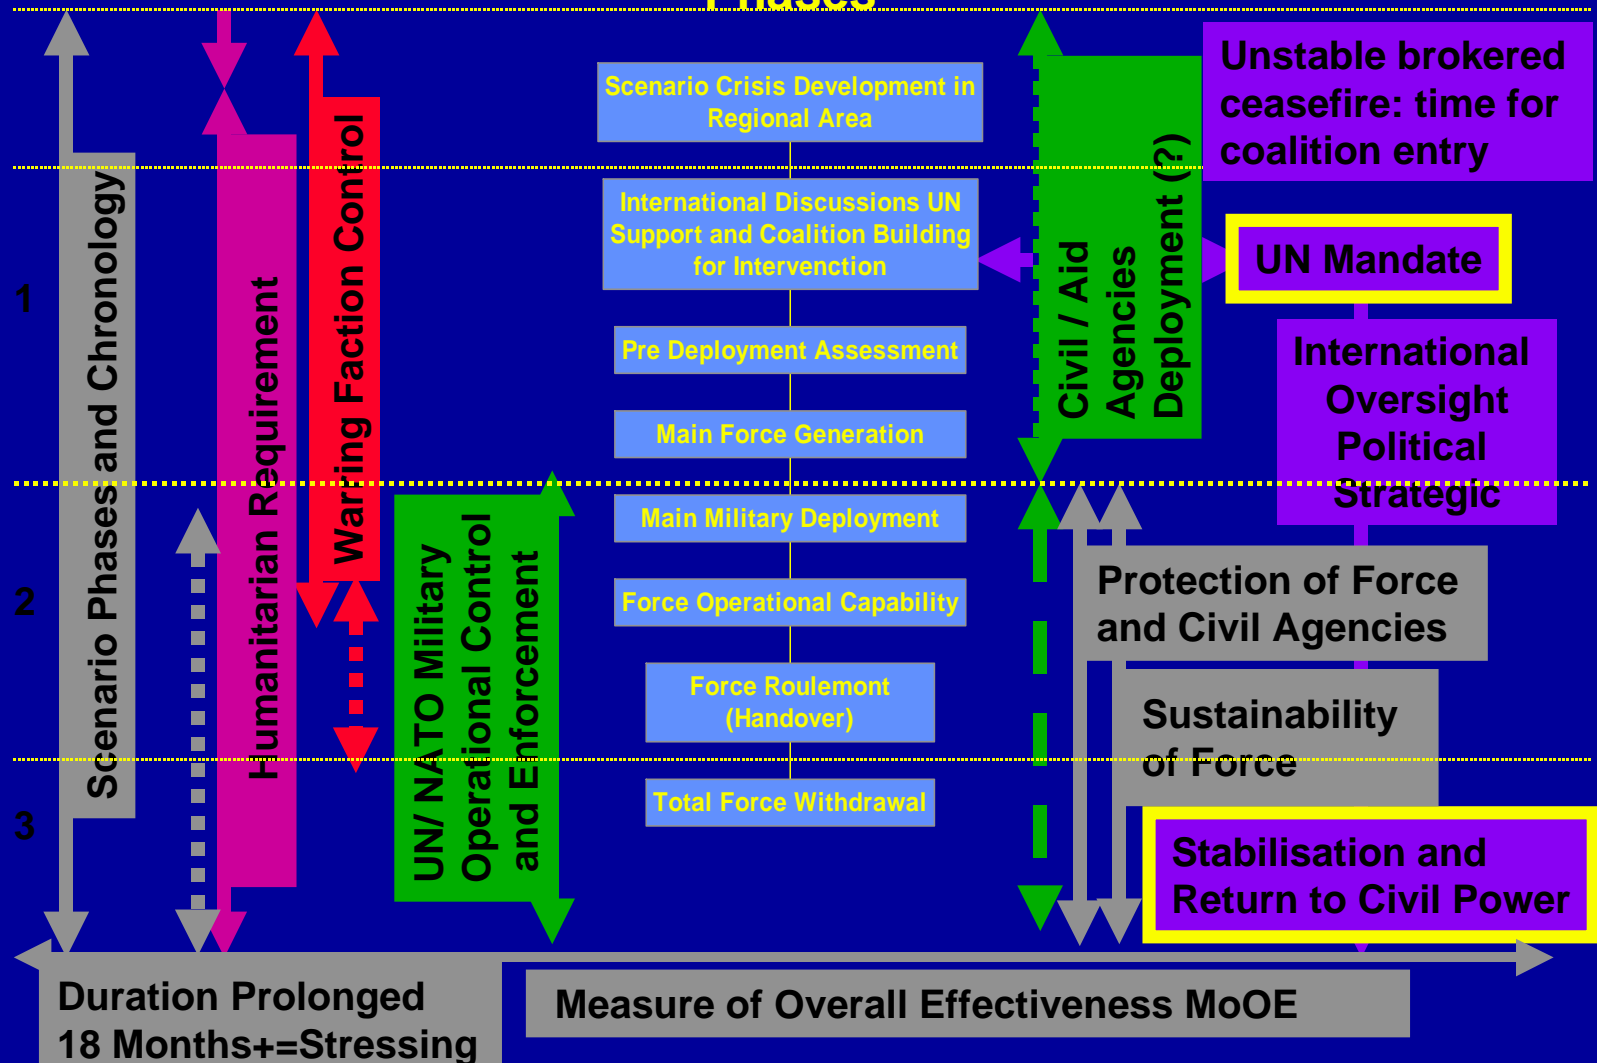 Phases
Unstable brokered
ceasefire: time for
coalition entry
Scenario Crisis Development in
Regional Area
International Discussions UN
Support and Coalition Building
for Intervenction
UN Mandate
1
Pre Deployment Assessment
International
Oversight
Political
Strategic
Main Force Generation
Scenario Phases and Chronology
Humanitarian Requirement
Warring Faction Control
Civil / Aid
Agencies
Deployment (?)
UN/ NATO Military
Operational Control
and Enforcement
Main Military Deployment
2
Force Operational Capability
Protection of Force
and Civil Agencies
Force Roulemont
(Handover)
Sustainability
of Force
3
Total Force Withdrawal
Stabilisation and
Return to Civil Power
Duration Prolonged
18 Months+=Stressing
Measure of Overall Effectiveness MoOE